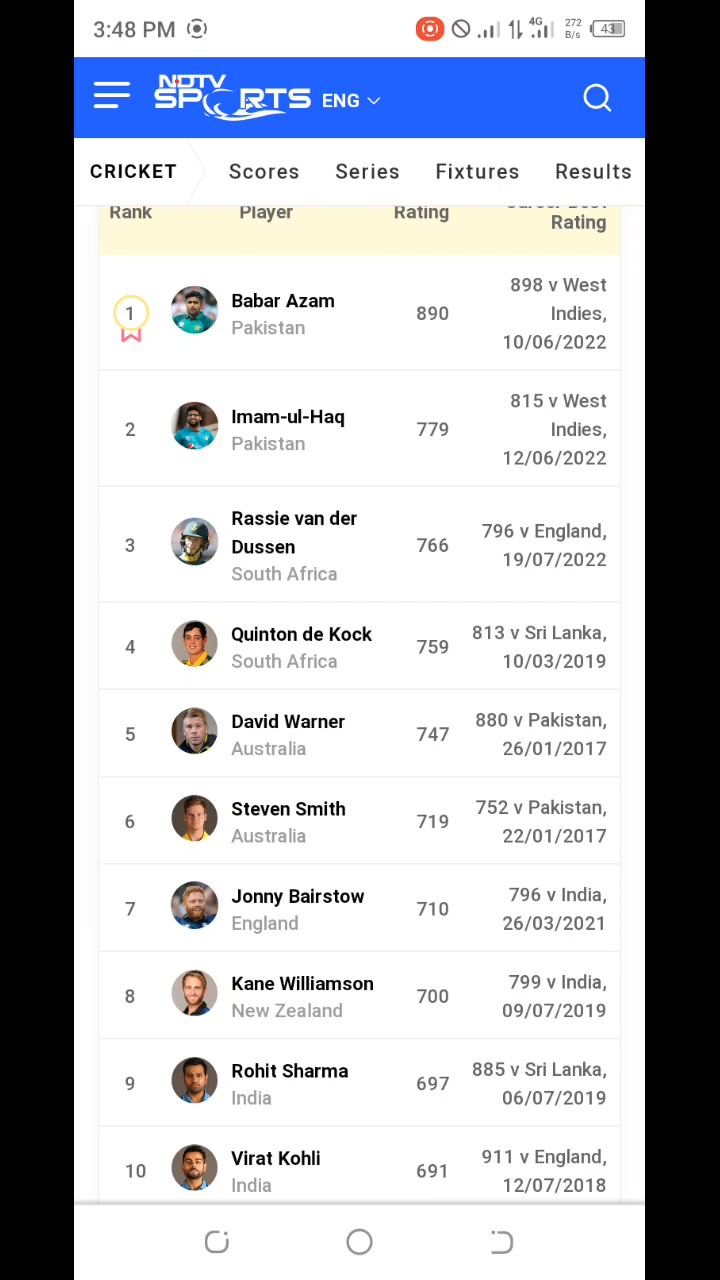 3:48 PM
4G
272
B/s
43
NDTV
SPORTS ENG
CRICKET Scores Series Fixtures Results
Rank Player Rating Career Best
Rating
1 Babar Azam
Pakistan
890
898 v West
Indies,
10/06/2022
2 Imam-ul-Haq
Pakistan
779
815 v West
Indies,
12/06/2022
3 Rassie van der
Dussen
South Africa
766
796 v England,
19/07/2022
4 Quinton de Kock
South Africa
759
813 v Sri Lanka,
10/03/2019
5 David Warner
Australia
747
880 v Pakistan,
26/01/2017
6 Steven Smith
Australia
719
752 v Pakistan,
22/01/2017
7 Jonny Bairstow
England
710
796 v India,
26/03/2021
8 Kane Williamson
New Zealand
700
799 v India,
09/07/2019
9 Rohit Sharma
India
697
885 v Sri Lanka,
06/07/2019
10 Virat Kohli
India
691
911 v England,
12/07/2018